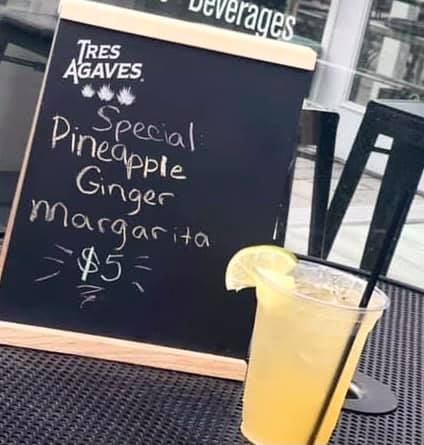 Beverages
TRES
AGAVES
Special:
Pineapple
Ginger
margarita
$5